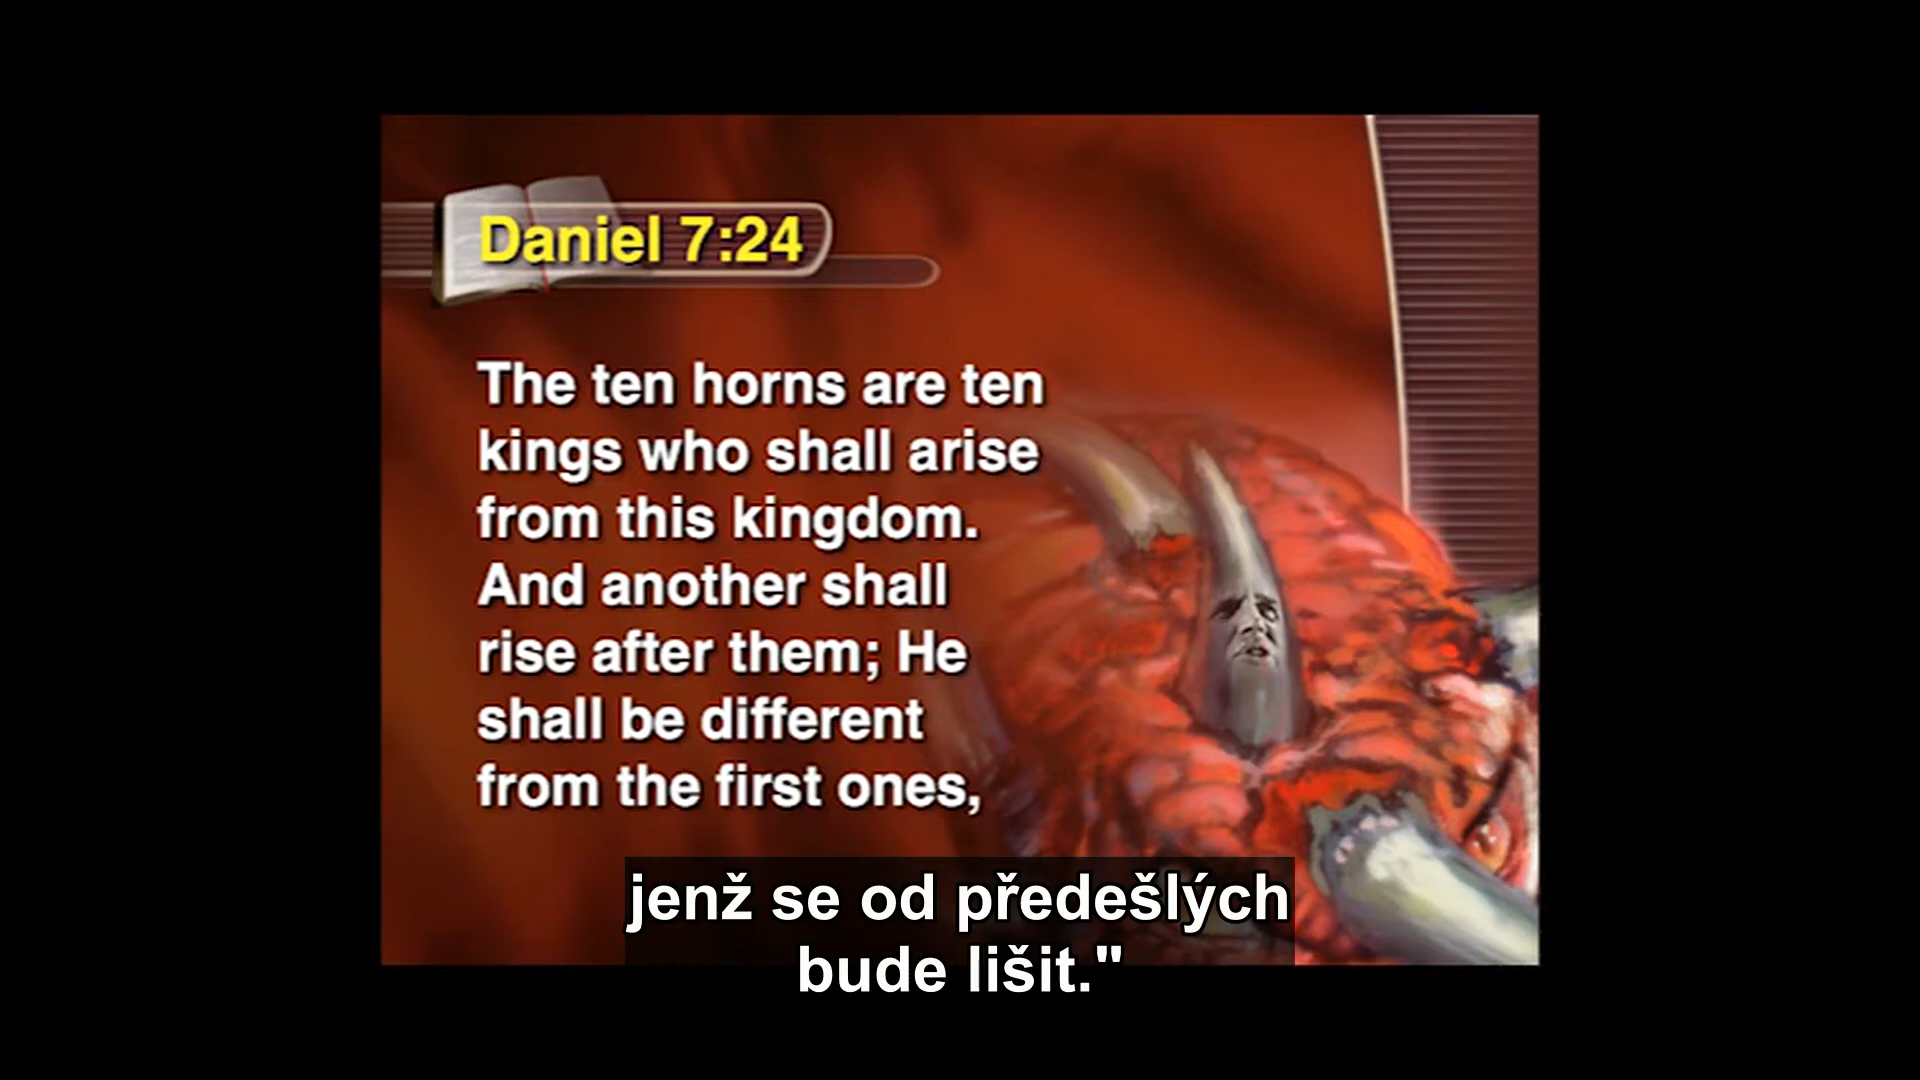 Daniel 7:24
The ten horns are ten
kings who shall arise
from this kingdom.
And another shall
rise after them; He
shall be different
from the first ones,
jenž se od předešlých
bude lišit."